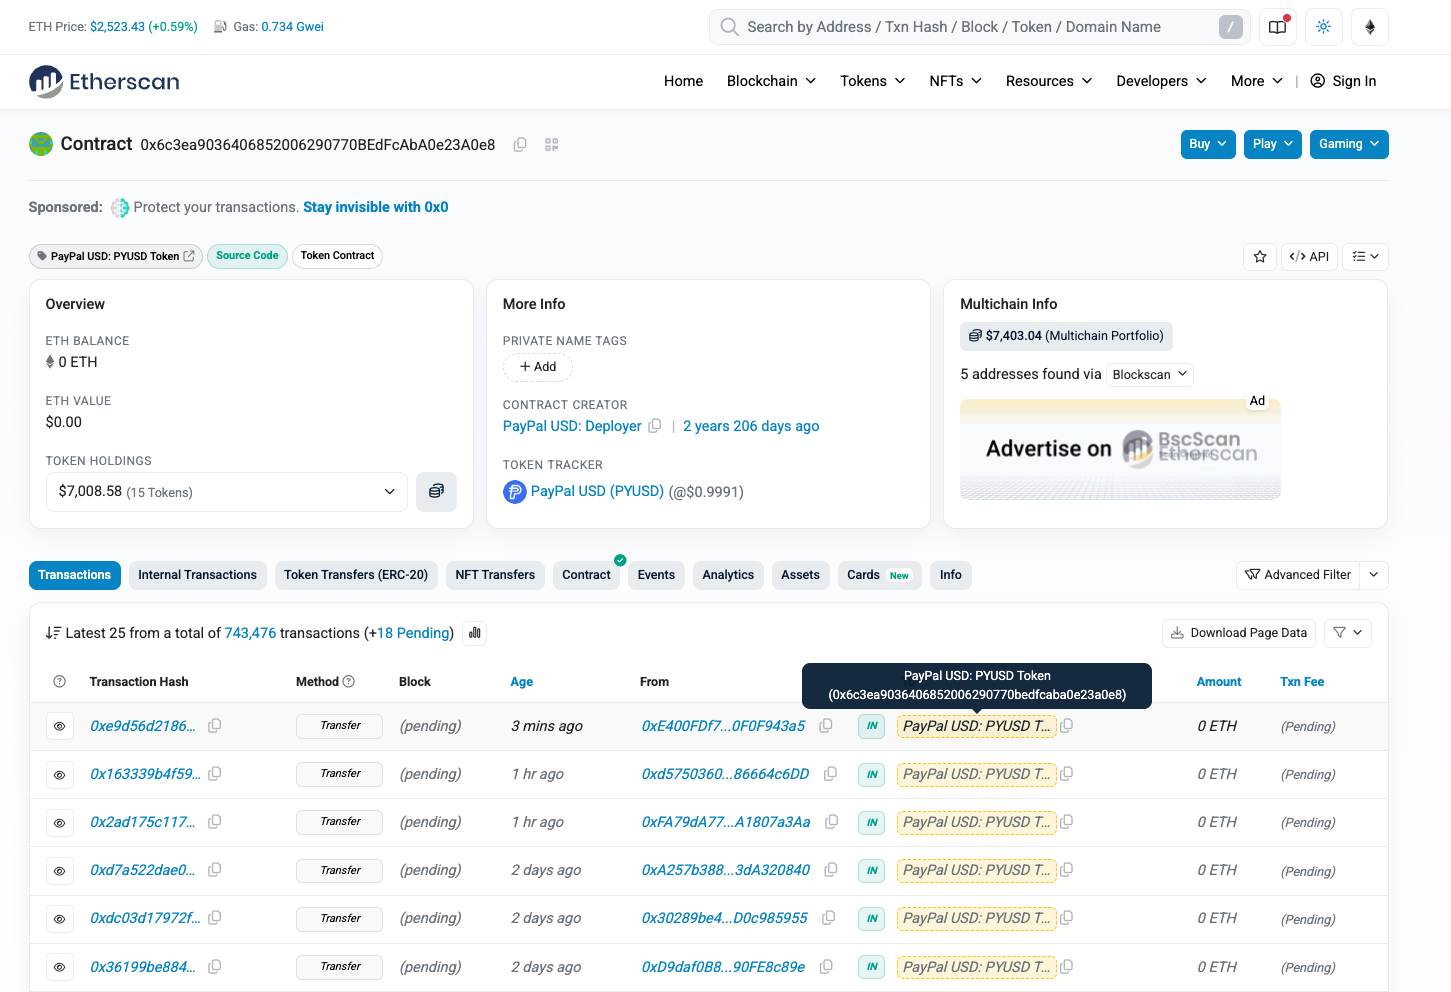 ETH Price: $2,523.43 (+0.59%) Gas: 0.734 Gwei
Search by Address / Txn Hash / Block / Token / Domain Name /
Etherscan
Home Blockchain Tokens NFTs Resources Developers More | Sign In
Contract 0x6c3ea9036406852006290770BEdFcAbA0e23A0e8
Buy Play Gaming
Sponsored: Protect your transactions. Stay invisible with 0x0
PayPal USD: PYUSD Token Source Code Token Contract
</> API
Overview
ETH BALANCE
0 ETH
ETH VALUE
$0.00
TOKEN HOLDINGS
$7,008.58 (15 Tokens)
More Info
PRIVATE NAME TAGS
+ Add
CONTRACT CREATOR
PayPal USD: Deployer | 2 years 206 days ago
TOKEN TRACKER
PayPal USD (PYUSD) (@$0.9991)
Multichain Info
$7,403.04 (Multichain Portfolio)
5 addresses found via Blockscan
Ad
Advertise on BscScan Etherscan
Transactions Internal Transactions Token Transfers (ERC-20) NFT Transfers Contract Events Analytics Assets Cards New Info
Advanced Filter
Latest 25 from a total of 743,476 transactions (+18 Pending)
Download Page Data
Transaction Hash Method Block Age From Amount Txn Fee
PayPal USD: PYUSD Token
(0x6c3ea9036406852006290770bedfcaba0e23a0e8)
0xe9d56d2186... Transfer (pending) 3 mins ago 0xE400FDf7...0F0F943a5 IN PayPal USD: PYUSD T... 0 ETH (Pending)
0x163339b4f59... Transfer (pending) 1 hr ago 0xd5750360...86664c6DD IN PayPal USD: PYUSD T... 0 ETH (Pending)
0x2ad175c117... Transfer (pending) 1 hr ago 0xFA79dA77...A1807a3Aa IN PayPal USD: PYUSD T... 0 ETH (Pending)
0xd7a522dae0... Transfer (pending) 2 days ago 0xA257b388...3dA320840 IN PayPal USD: PYUSD T... 0 ETH (Pending)
0xdc03d17972f... Transfer (pending) 2 days ago 0x30289be4...D0c985955 IN PayPal USD: PYUSD T... 0 ETH (Pending)
0x36199be884... Transfer (pending) 2 days ago 0xD9daf0B8...90FE8c89e IN PayPal USD: PYUSD T... 0 ETH (Pending)